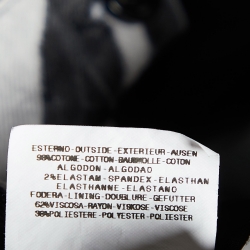 ESTERNO-OUTSIDE-EXTERIEUR-AUSEN
98%COTONE-COTTON-BAUMWOLLE-COTON
ALGODON-ALGODAO
2%ELASTAM-SPANDEX-ELASTHAN
ELASTHANNE-ELASTANO
FODERA-LINING-DOUBLURE-GEFUTTER
62%VISCOSA-RAYON-VISKOSE-VISCOSE
38%POLIESTERE-POLYESTER-POLIESTER